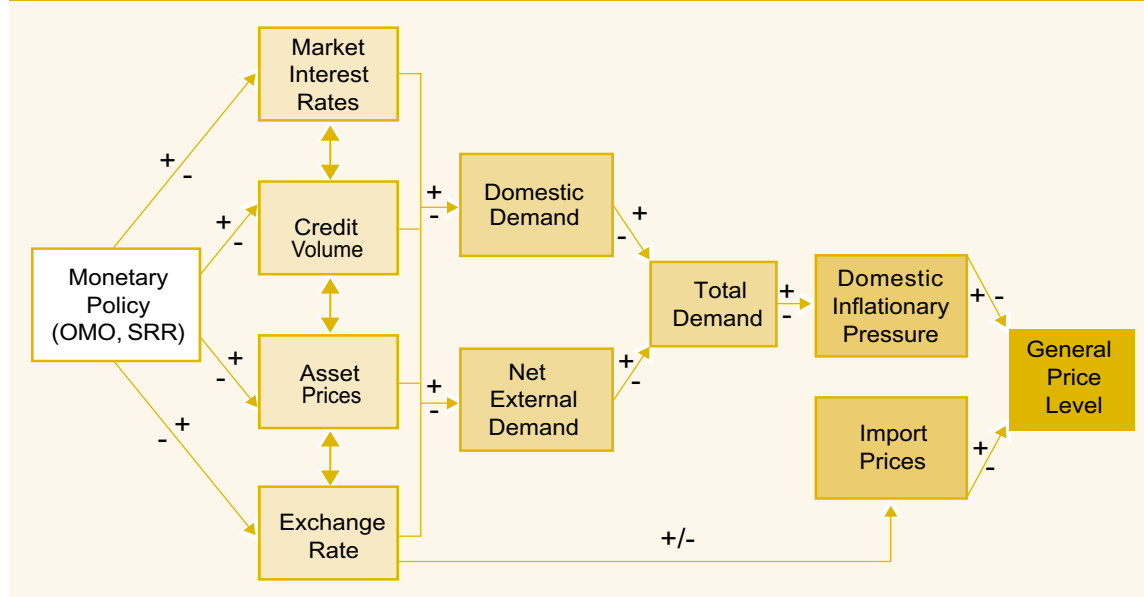 Market
Interest
Rates
+
-
Credit
Volume
+
-
Monetary
Policy
(OMO, SRR)
+
-
Asset
Prices
+
-
Exchange
Rate
+
-
Domestic
Demand
+
-
Net
External
Demand
+
-
+
-
Total
Demand
+
-
Domestic
Inflationary
Pressure
+ -
General
Price
Level
Import
Prices
+
-
+/-